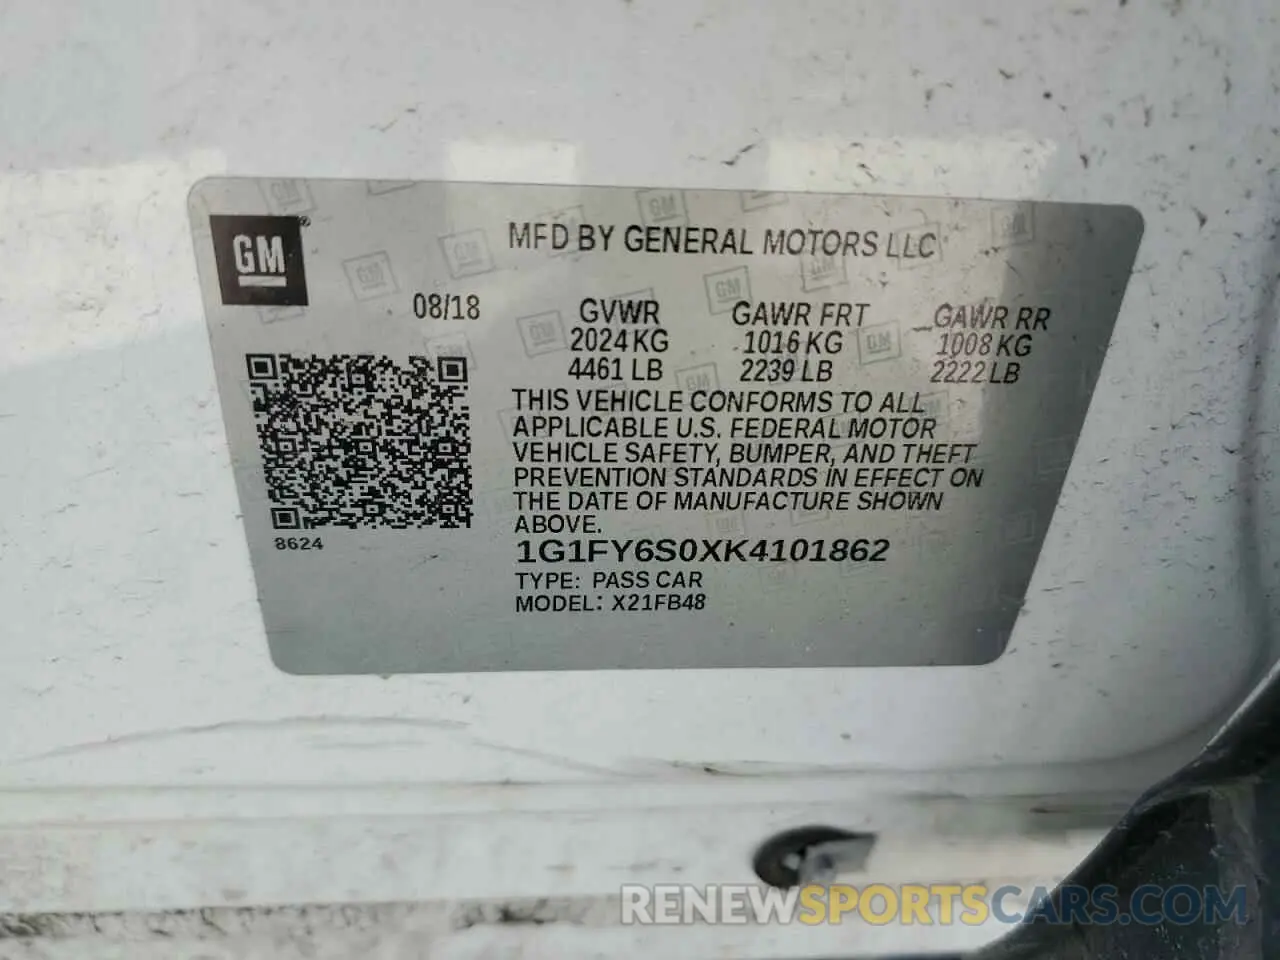 GM®
MFD BY GENERAL MOTORS LLC
08/18 GVWR GAWR FRT GAWR RR
2024 KG 1016 KG 1008 KG
4461 LB 2239 LB 2222 LB
THIS VEHICLE CONFORMS TO ALL
APPLICABLE U.S. FEDERAL MOTOR
VEHICLE SAFETY, BUMPER, AND THEFT
PREVENTION STANDARDS IN EFFECT ON
THE DATE OF MANUFACTURE SHOWN
ABOVE.
8624
1G1FY6S0XK4101862
TYPE: PASS CAR
MODEL: X21FB48
RENEWSPORTSCARS.COM